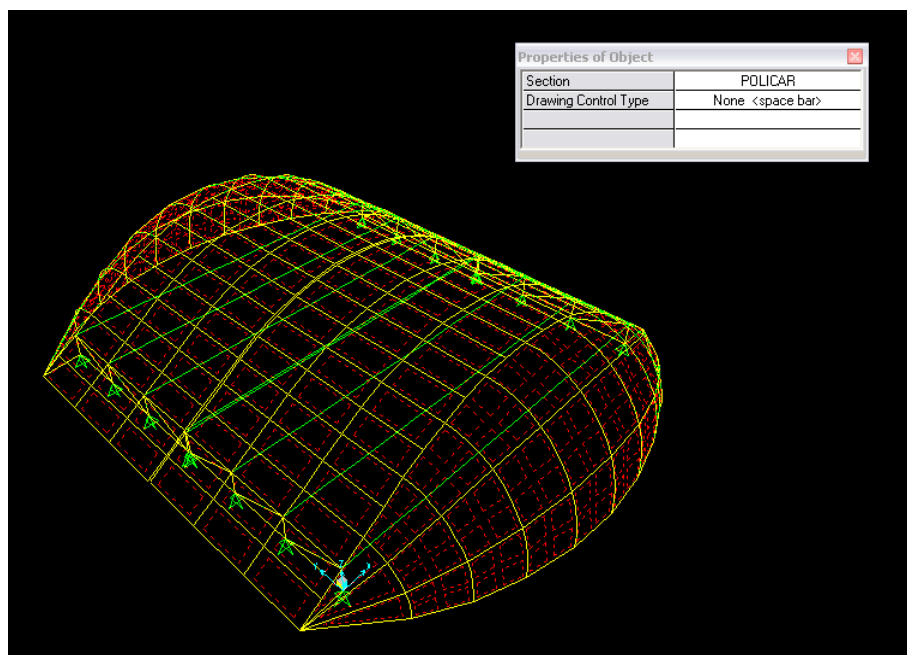 Properties of Object
Section POLICAR
Drawing Control Type None <space bar>